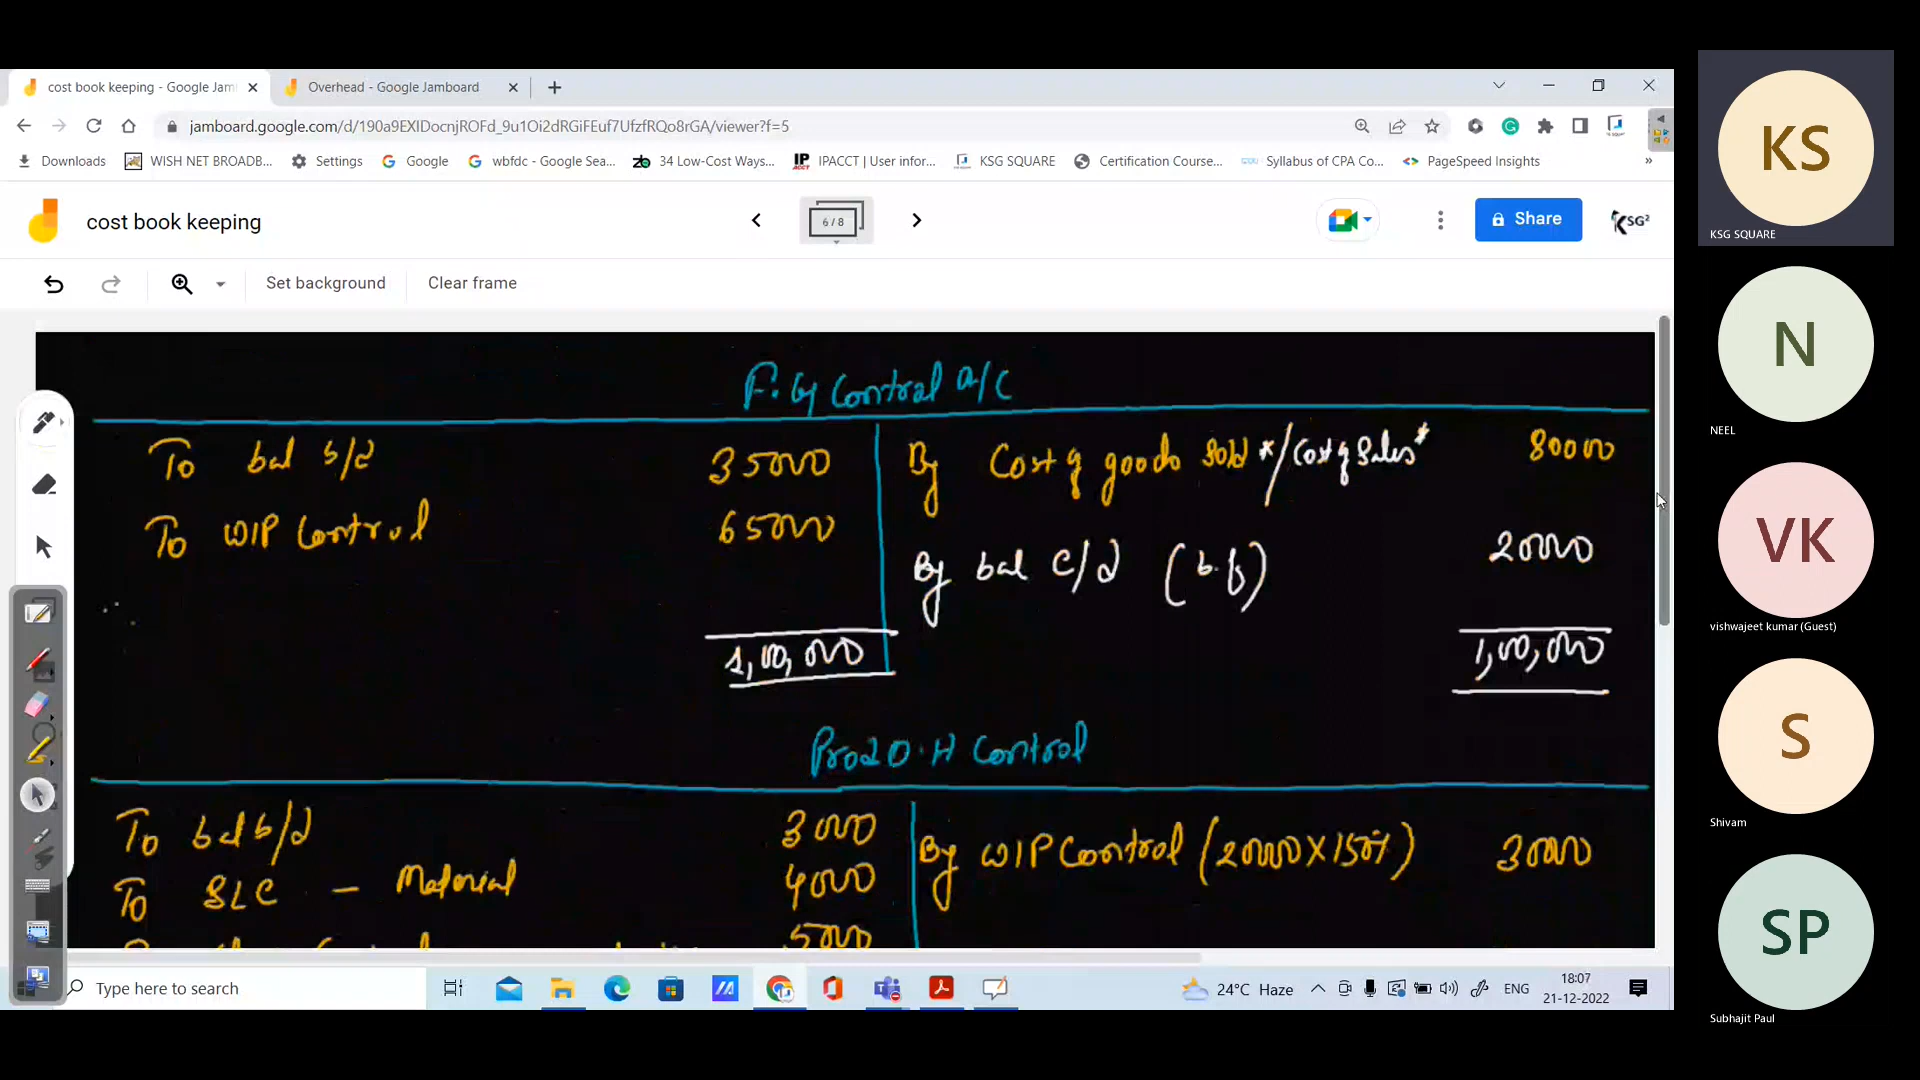 cost book keeping - Google Jam
Overhead - Google Jamboard
jamboard.google.com/d/190a9EXIDocnjROFd_9u1Oi2dRGiFEuf7UfzfRQo8rGA/viewer?f=5
Downloads WISH NET BROADB... Settings Google wbfdc - Google Sea... 34 Low-Cost Ways... IPACCT | User infor... KSG SQUARE Certification Course... Syllabus of CPA Co... PageSpeed Insights »
cost book keeping
6 / 8
Share
KSG²
Set background Clear frame
F.G Control A/C
To bal b/d 35000 By Cost of goods sold */Cost of Sales* 80000
To WIP Control 65000
By bal c/d (b.f) 20000
1,00,000 1,00,000
Prod O.H Control
To bal b/d 3000 By WIP Control (20000X150%) 30000
To SLC – Material 4000
5000
Type here to search
24°C Haze
ENG
18:07
21-12-2022
KS
KSG SQUARE
N
NEEL
VK
vishwajeet kumar (Guest)
S
Shivam
SP
Subhajit Paul